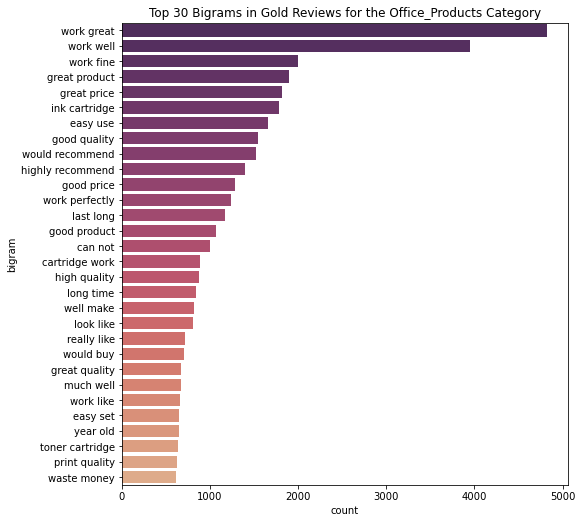 Top 30 Bigrams in Gold Reviews for the Office_Products Category
work great
work well
work fine
great product
great price
ink cartridge
easy use
good quality
would recommend
highly recommend
good price
work perfectly
last long
good product
can not
cartridge work
high quality
long time
well make
look like
really like
would buy
great quality
much well
work like
easy set
year old
toner cartridge
print quality
waste money
bigram
0 1000 2000 3000 4000 5000
count